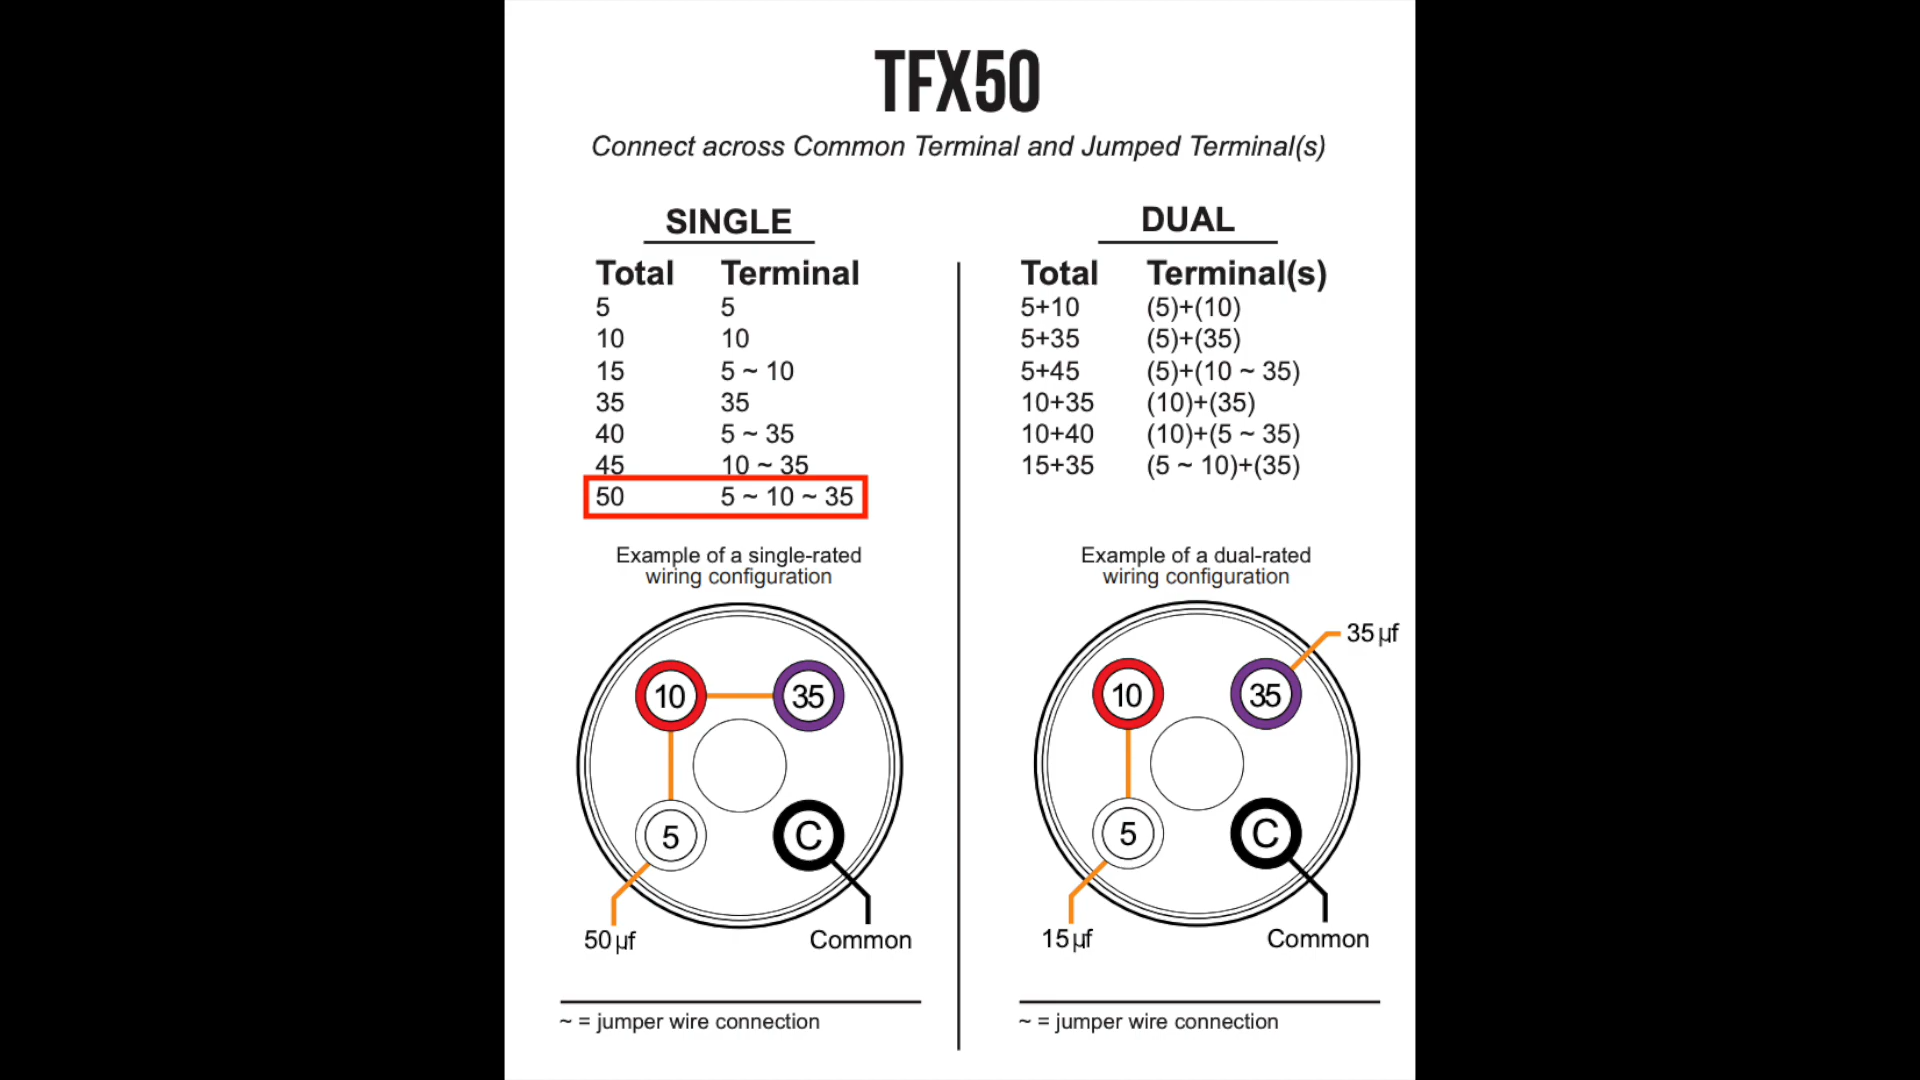 TFX50
Connect across Common Terminal and Jumped Terminal(s)
SINGLE
Total Terminal
5 5
10 10
15 5 ~ 10
35 35
40 5 ~ 35
45 10 ~ 35
50 5 ~ 10 ~ 35
Example of a single-rated
wiring configuration
10 35
5 C
50 µf Common
~ = jumper wire connection
DUAL
Total Terminal(s)
5+10 (5)+(10)
5+35 (5)+(35)
5+45 (5)+(10 ~ 35)
10+35 (10)+(35)
10+40 (10)+(5 ~ 35)
15+35 (5 ~ 10)+(35)
Example of a dual-rated
wiring configuration
35 µf
10 35
5 C
15 µf Common
~ = jumper wire connection